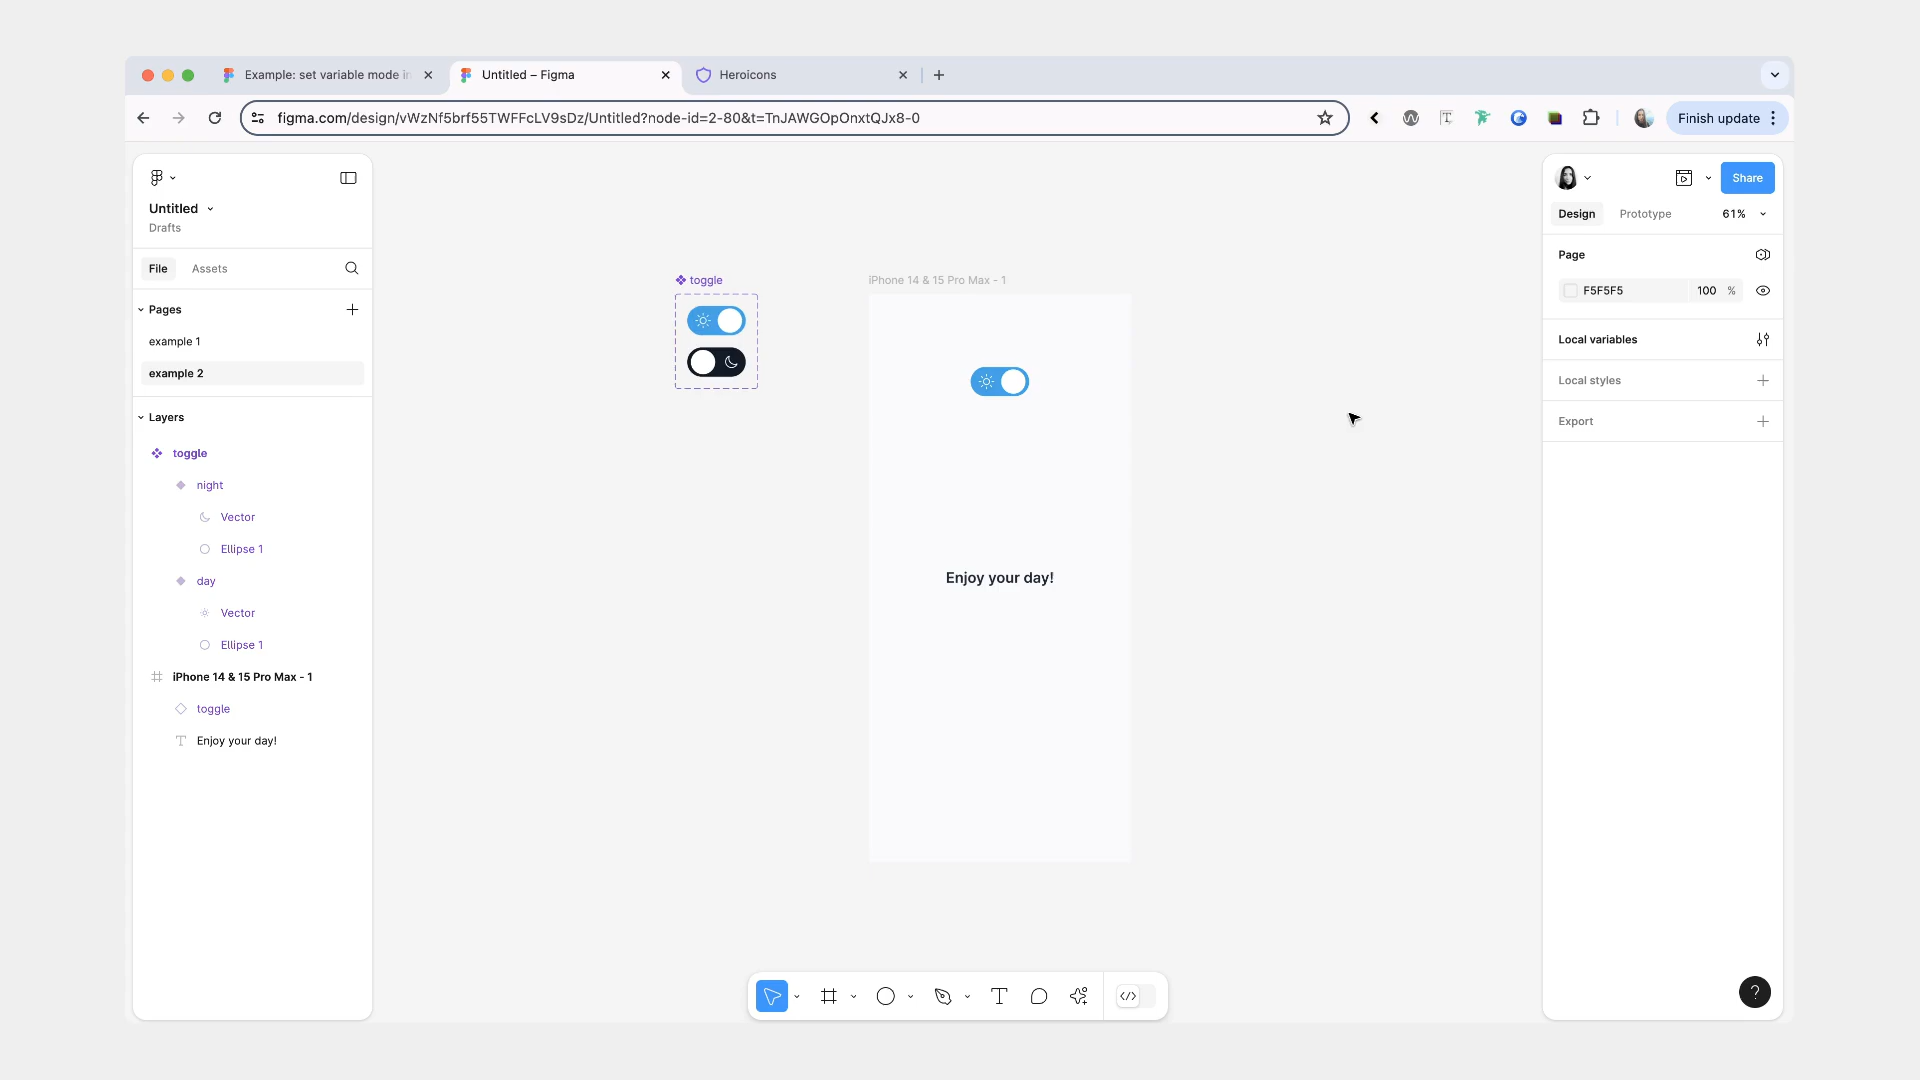 Example: set variable mode in
Untitled – Figma
Heroicons
figma.com/design/vWzNf5brf55TWFFcLV9sDz/Untitled?node-id=2-80&t=TnJAWGOpOnxtQJx8-0
Finish update
Untitled
Drafts
Share
Design
Prototype
61%
File
Assets
Page
F5F5F5
100
%
Pages
example 1
example 2
Local variables
Local styles
Export
Layers
toggle
night
Vector
Ellipse 1
day
Vector
Ellipse 1
iPhone 14 & 15 Pro Max - 1
toggle
Enjoy your day!
toggle
iPhone 14 & 15 Pro Max - 1
Enjoy your day!